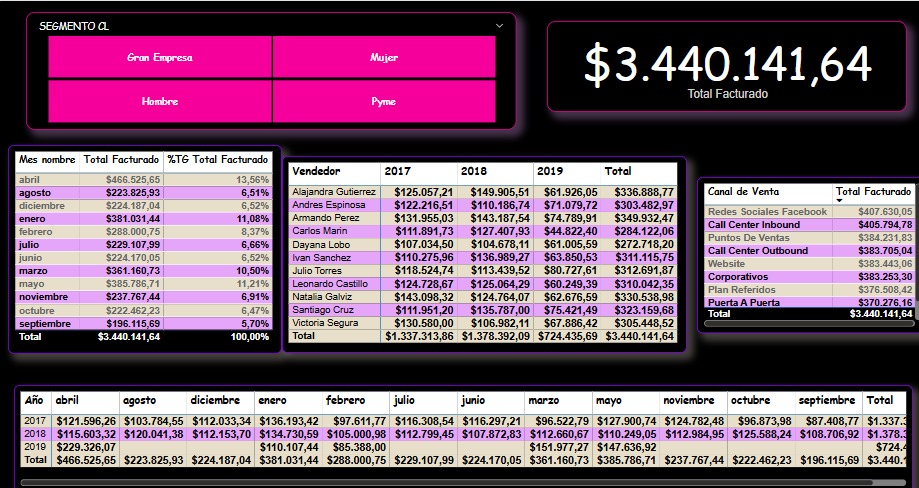 SEGMENTO CL
Gran Empresa Mujer
Hombre Pyme
$3.440.141,64
Total Facturado
Mes nombre Total Facturado %TG Total Facturado
abril $466.525,65 13,56%
agosto $223.825,93 6,51%
diciembre $224.187,04 6,52%
enero $381.031,44 11,08%
febrero $288.000,75 8,37%
julio $229.107,99 6,66%
junio $224.170,05 6,52%
marzo $361.160,73 10,50%
mayo $385.786,71 11,21%
noviembre $237.767,44 6,91%
octubre $222.462,23 6,47%
septiembre $196.115,69 5,70%
Total $3.440.141,64 100,00%
Vendedor 2017 2018 2019 Total
Alajandra Gutierrez $125.057,21 $149.905,51 $61.926,05 $336.888,77
Andres Espinosa $122.216,51 $110.186,74 $71.079,72 $303.482,97
Armando Perez $131.955,03 $143.187,54 $74.789,91 $349.932,47
Carlos Marin $111.891,73 $127.407,93 $44.822,40 $284.122,06
Dayana Lobo $107.034,50 $104.678,11 $61.005,59 $272.718,20
Ivan Sanchez $110.275,96 $136.989,27 $63.850,53 $311.115,75
Julio Torres $118.524,74 $113.439,52 $80.727,61 $312.691,87
Leonardo Castillo $124.728,67 $125.064,29 $60.249,39 $310.042,35
Natalia Galviz $143.098,32 $124.764,07 $62.676,59 $330.538,98
Santiago Cruz $111.951,20 $135.787,00 $75.421,49 $323.159,68
Victoria Segura $130.580,00 $106.982,11 $67.886,42 $305.448,52
Total $1.337.313,86 $1.378.392,09 $724.435,69 $3.440.141,64
Canal de Venta Total Facturado
Redes Sociales Facebook $407.630,05
Call Center Inbound $405.794,78
Puntos De Ventas $384.231,83
Call Center Outbound $383.705,04
Website $383.443,06
Corporativos $383.253,30
Plan Referidos $376.508,42
Puerta A Puerta $370.276,16
Total $3.440.141,64
Año abril agosto diciembre enero febrero julio junio marzo mayo noviembre octubre septiembre Total
2017 $121.596,26 $103.784,55 $112.033,34 $136.193,42 $97.611,77 $116.308,54 $116.297,21 $96.522,79 $127.900,74 $124.782,48 $96.873,98 $87.408,77 $1.337.3
2018 $115.603,32 $120.041,38 $112.153,70 $134.730,59 $105.000,98 $112.799,45 $107.872,83 $112.660,67 $110.249,05 $112.984,95 $125.588,24 $108.706,92 $1.378.3
2019 $229.326,07 $110.107,44 $85.388,00 $151.977,27 $147.636,92 $724.4
Total $466.525,65 $223.825,93 $224.187,04 $381.031,44 $288.000,75 $229.107,99 $224.170,05 $361.160,73 $385.786,71 $237.767,44 $222.462,23 $196.115,69 $3.440.1